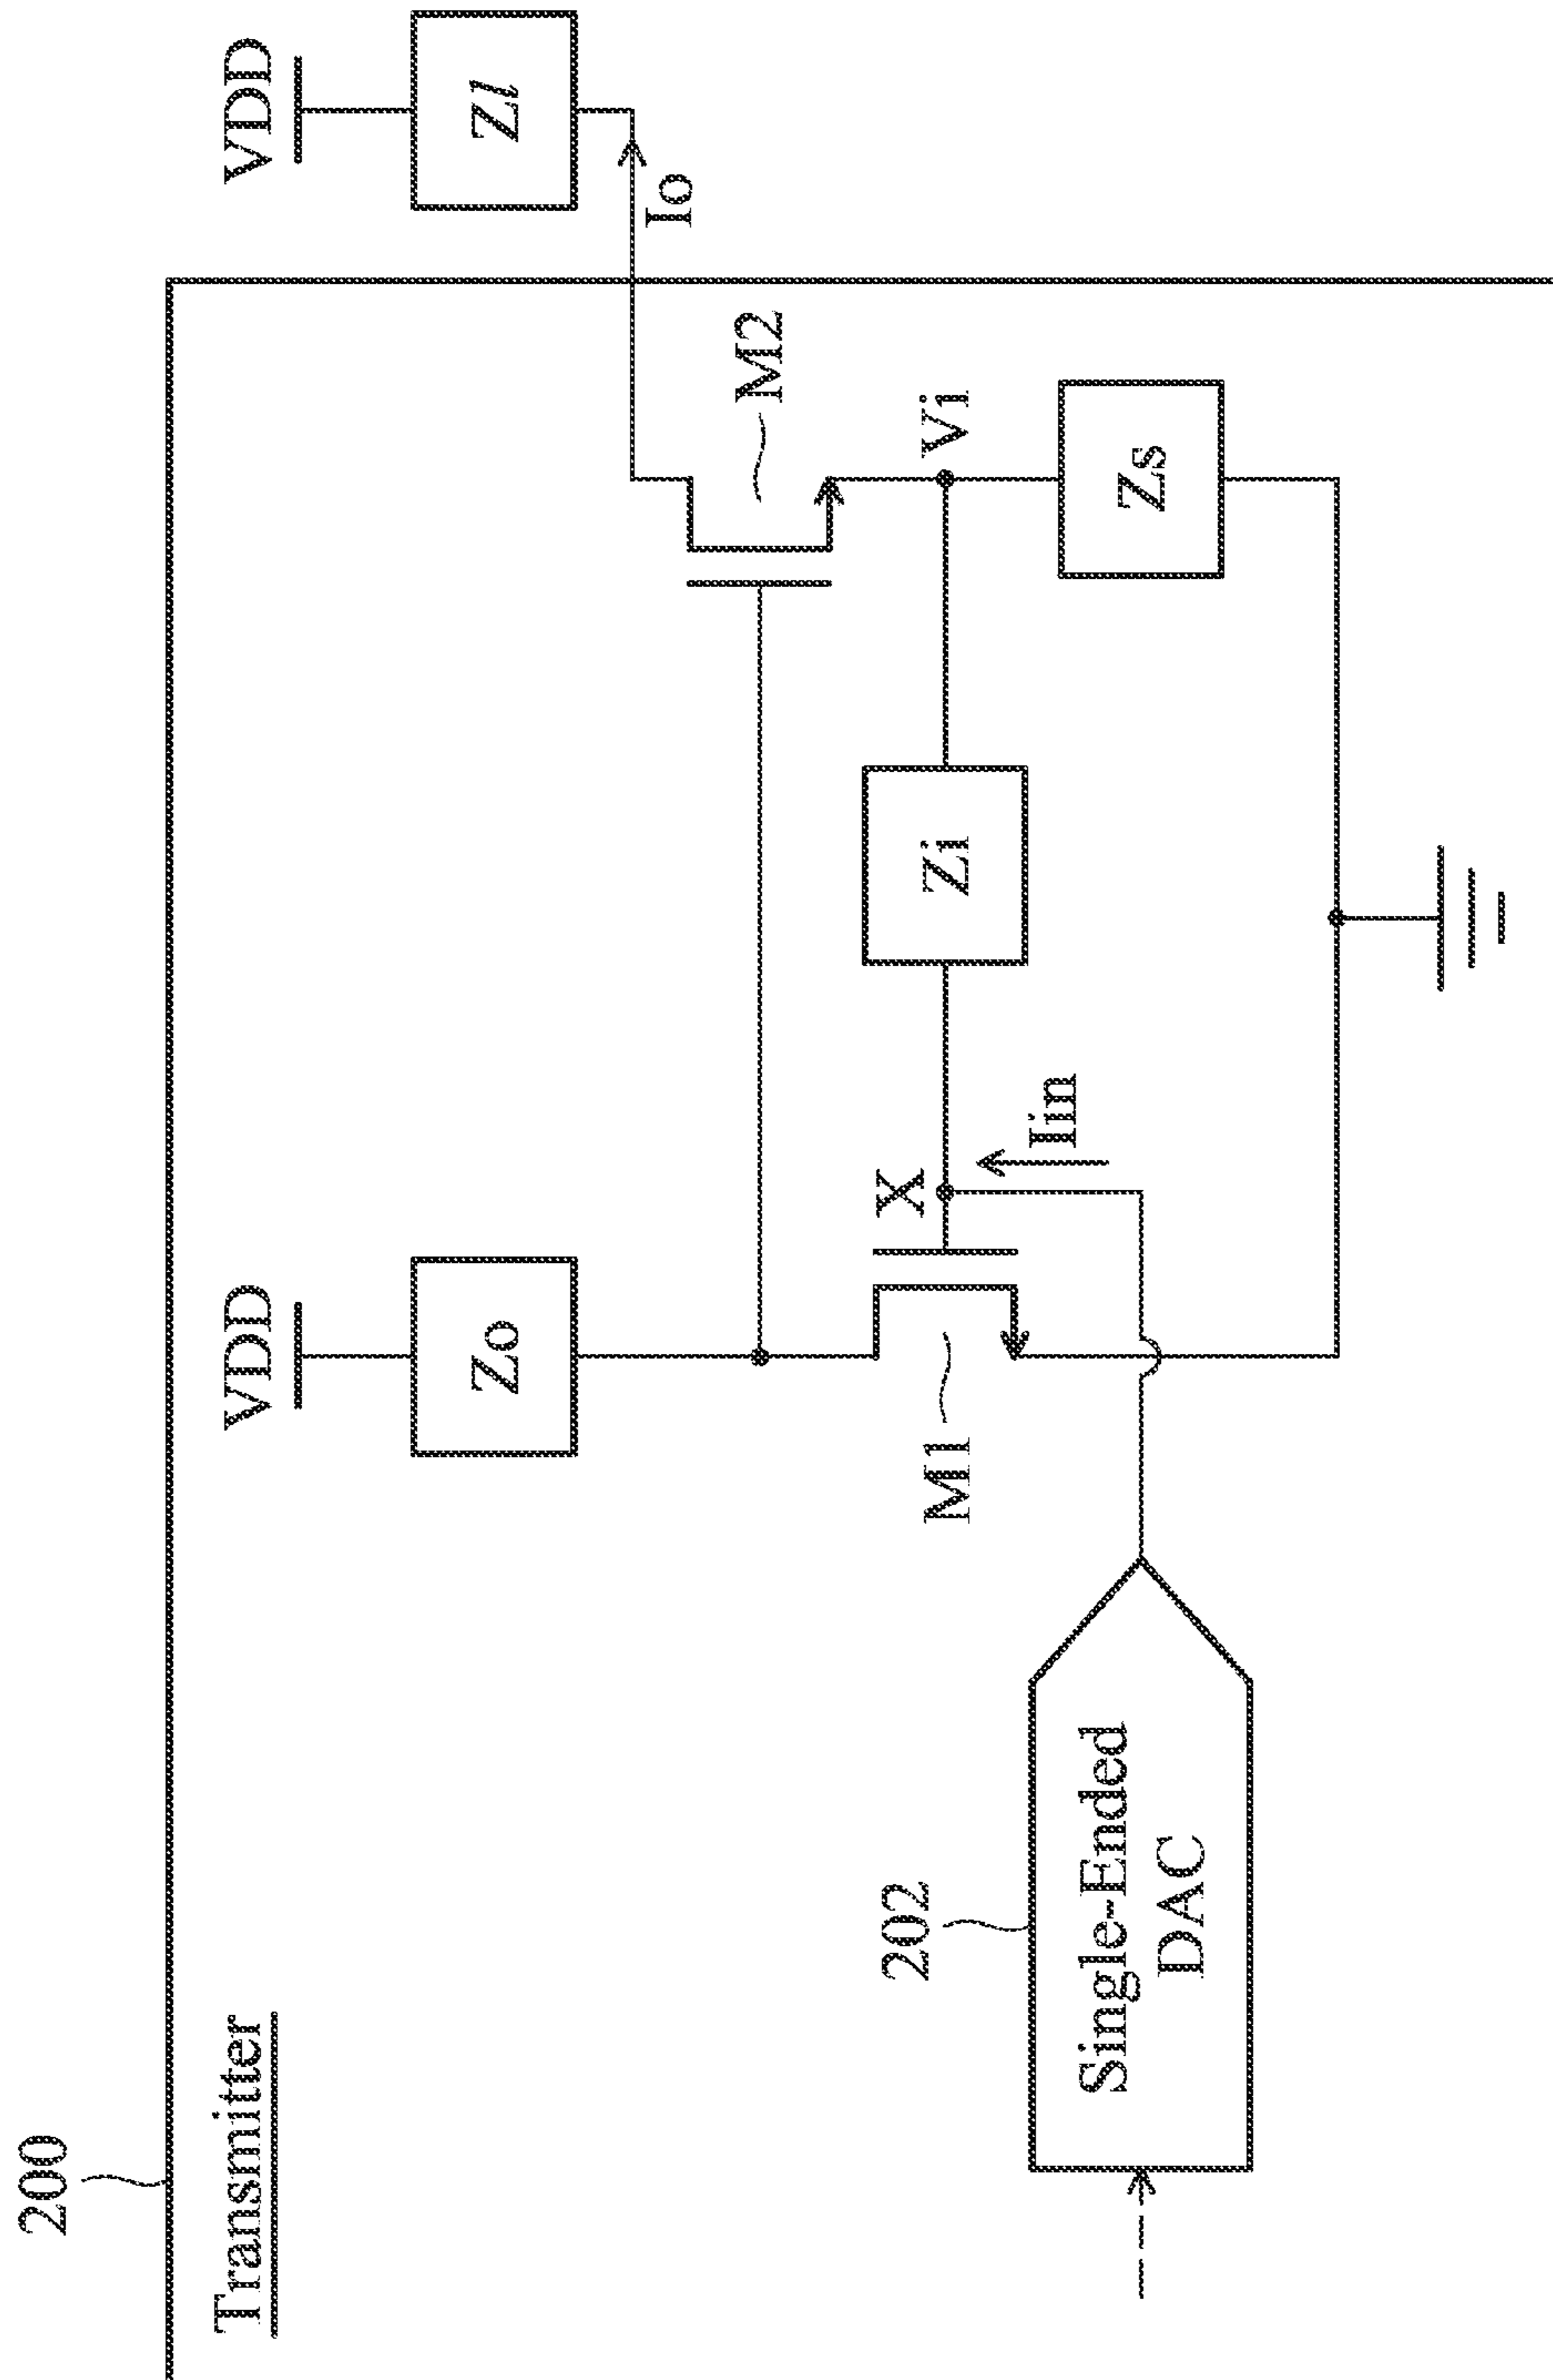 200
Transmitter
VDD
VDD
Zo
Zl
Io
M2
M1
X
Zi
Vi
Iin
Zs
202
Single-Ended
DAC